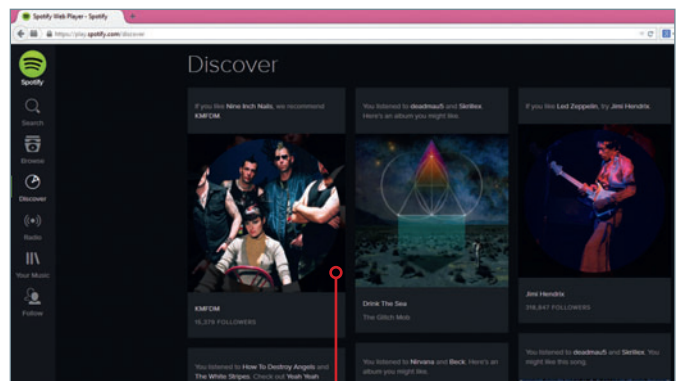 Spotify Web Player - Spotify
https://play.spotify.com/discover
Spotify
Search
Browse
Discover
Radio
Your Music
Follow
Discover
If you like Nine Inch Nails, we recommend
KMFDM.
KMFDM
15,379 FOLLOWERS
You listened to How To Destroy Angels and
The White Stripes. Check out Yeah Yeah
You listened to deadmau5 and Skrillex.
Here's an album you might like.
Drink The Sea
The Glitch Mob
You listened to Nirvana and Beck. Here's an
album you might like.
If you like Led Zeppelin, try Jimi Hendrix.
Jimi Hendrix
316,647 FOLLOWERS
You listened to deadmau5 and Skrillex. You
might like this song.